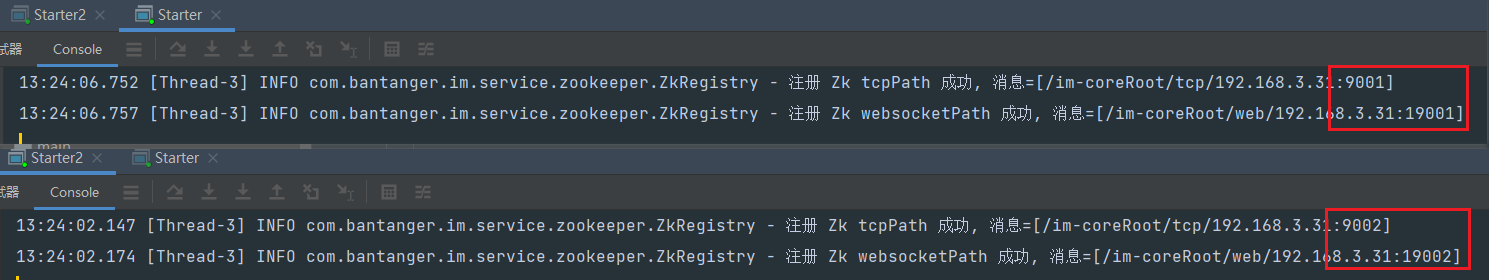 Starter2 × Starter ×
试器 Console
13:24:06.752 [Thread-3] INFO com.bantanger.im.service.zookeeper.ZkRegistry - 注册 Zk tcpPath 成功, 消息=[/im-coreRoot/tcp/192.168.3.31:9001]
13:24:06.757 [Thread-3] INFO com.bantanger.im.service.zookeeper.ZkRegistry - 注册 Zk websocketPath 成功, 消息=[/im-coreRoot/web/192.168.3.31:19001]
main
Starter2 × Starter ×
试器 Console
13:24:02.147 [Thread-3] INFO com.bantanger.im.service.zookeeper.ZkRegistry - 注册 Zk tcpPath 成功, 消息=[/im-coreRoot/tcp/192.168.3.31:9002]
13:24:02.174 [Thread-3] INFO com.bantanger.im.service.zookeeper.ZkRegistry - 注册 Zk websocketPath 成功, 消息=[/im-coreRoot/web/192.168.3.31:19002]